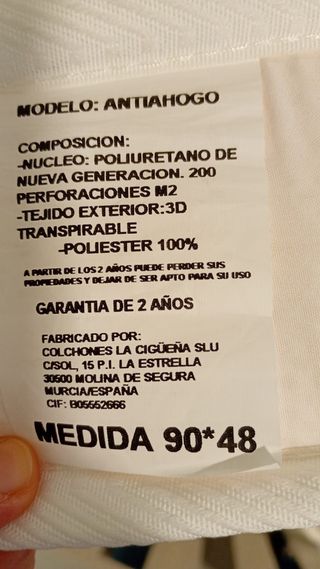 MODELO: ANTIAHOGO
COMPOSICION:
-NUCLEO: POLIURETANO DE
NUEVA GENERACION. 200
PERFORACIONES M2
-TEJIDO EXTERIOR:3D
TRANSPIRABLE
-POLIESTER 100%
A PARTIR DE LOS 2 AÑOS PUEDE PERDER SUS
PROPIEDADES Y DEJAR DE SER APTO PARA SU USO
GARANTIA DE 2 AÑOS
FABRICADO POR:
COLCHONES LA CIGÜEÑA SLU
C/SOL, 15 P.I. LA ESTRELLA
30500 MOLINA DE SEGURA
MURCIA/ESPAÑA
CIF: B05552666
MEDIDA 90*48